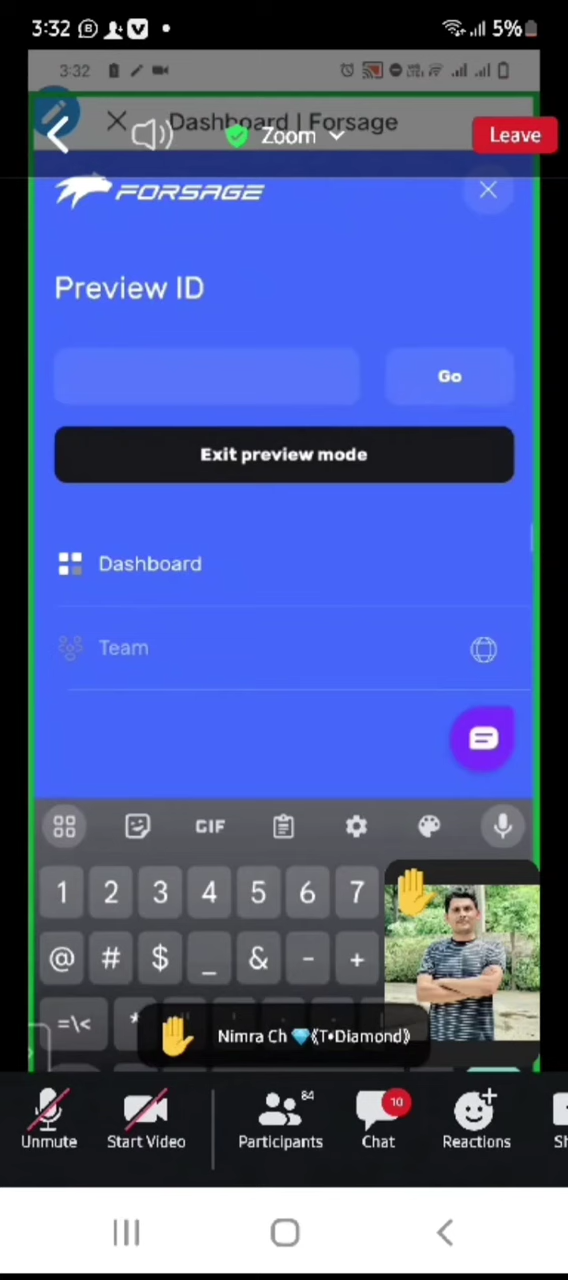 3:32 5%
3:32
Dashboard | Forsage
Zoom
Leave
FORSAGE
Preview ID
Go
Exit preview mode
Dashboard
Team
GIF
1 2 3 4 5 6 7
@ # $ _ & - +
=\<
Nimra Ch 💎《T•Diamond》
84
10
Unmute Start Video Participants Chat Reactions